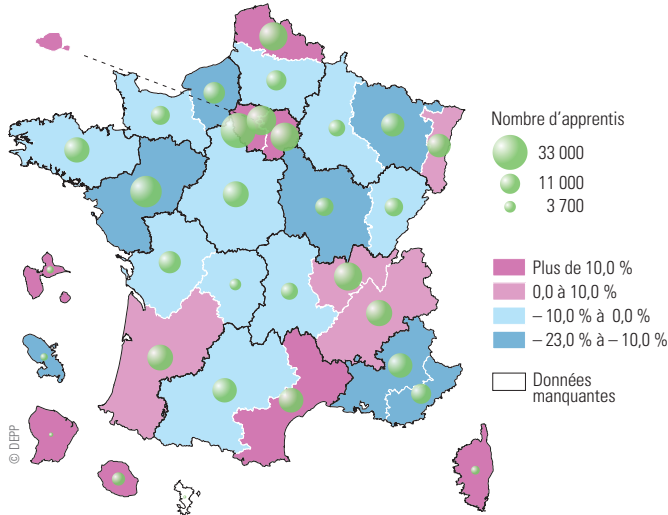 Nombre d'apprentis
33 000
11 000
3 700
Plus de 10,0 %
0,0 à 10,0 %
– 10,0 % à 0,0 %
– 23,0 % à – 10,0 %
Données
manquantes
© DEPP